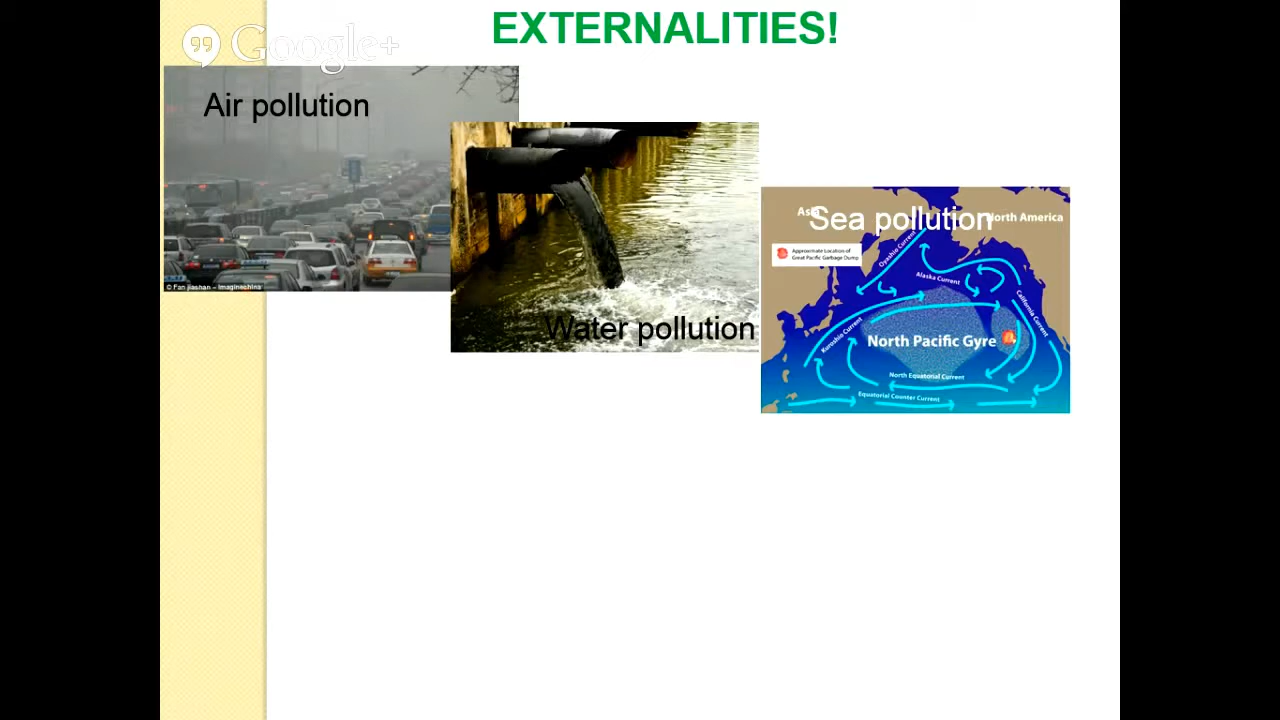 EXTERNALITIES!
Google+
Air pollution
© Fan jiashan – imaginechina
Water pollution
Sea pollution
Asia
North America
Approximate Location of
Great Pacific Garbage Dump
Oyashio Current
Alaska Current
California Current
Kuroshio Current
North Pacific Gyre
North Equatorial Current
Equatorial Counter Current